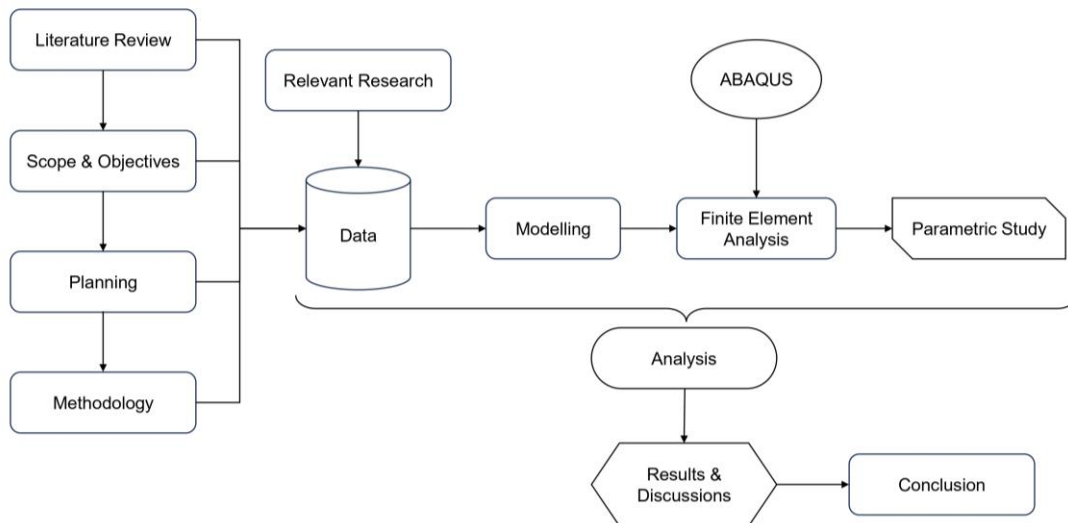 Literature Review
Scope & Objectives
Planning
Methodology
Relevant Research
Data
Modelling
ABAQUS
Finite Element
Analysis
Parametric Study
Analysis
Results &
Discussions
Conclusion